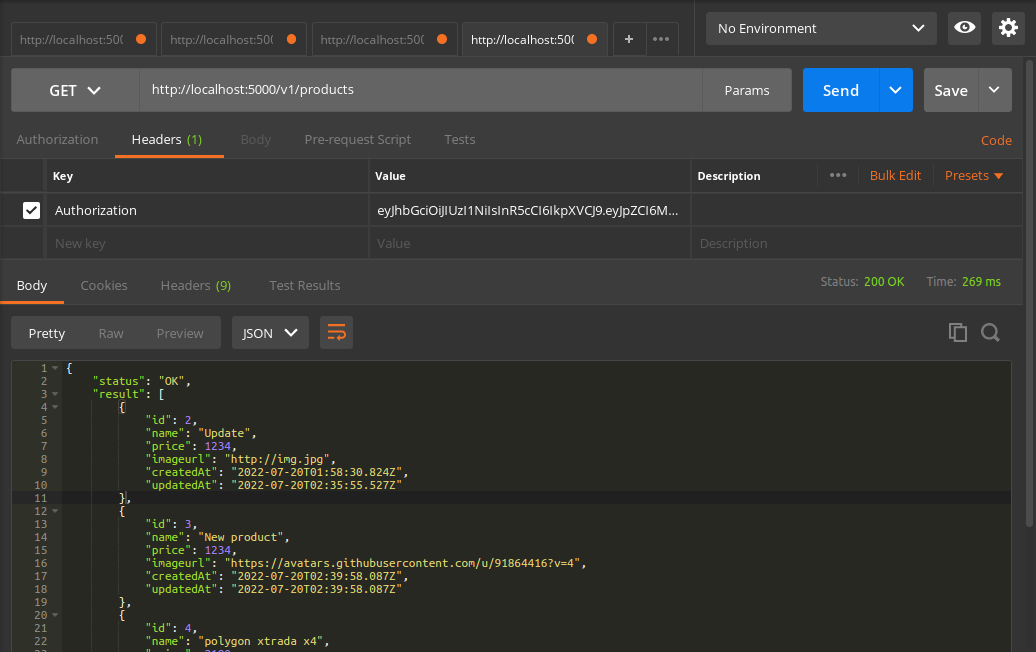 http://localhost:500 http://localhost:500 http://localhost:500 http://localhost:500 + ••• No Environment
GET http://localhost:5000/v1/products Params Send Save
Authorization Headers (1) Body Pre-request Script Tests Code
Key Value Description ••• Bulk Edit Presets
Authorization eyJhbGciOiJIUzI1NiIsInR5cCI6IkpXVCJ9.eyJpZCI6M...
New key Value Description
Body Cookies Headers (9) Test Results Status: 200 OK Time: 269 ms
Pretty Raw Preview JSON
1 {
2 "status": "OK",
3 "result": [
4 {
5 "id": 2,
6 "name": "Update",
7 "price": 1234,
8 "imageurl": "http://img.jpg",
9 "createdAt": "2022-07-20T01:58:30.824Z",
10 "updatedAt": "2022-07-20T02:35:55.527Z"
11 },
12 {
13 "id": 3,
14 "name": "New product",
15 "price": 1234,
16 "imageurl": "https://avatars.githubusercontent.com/u/91864416?v=4",
17 "createdAt": "2022-07-20T02:39:58.087Z",
18 "updatedAt": "2022-07-20T02:39:58.087Z"
19 },
20 {
21 "id": 4,
22 "name": "polygon xtrada x4",